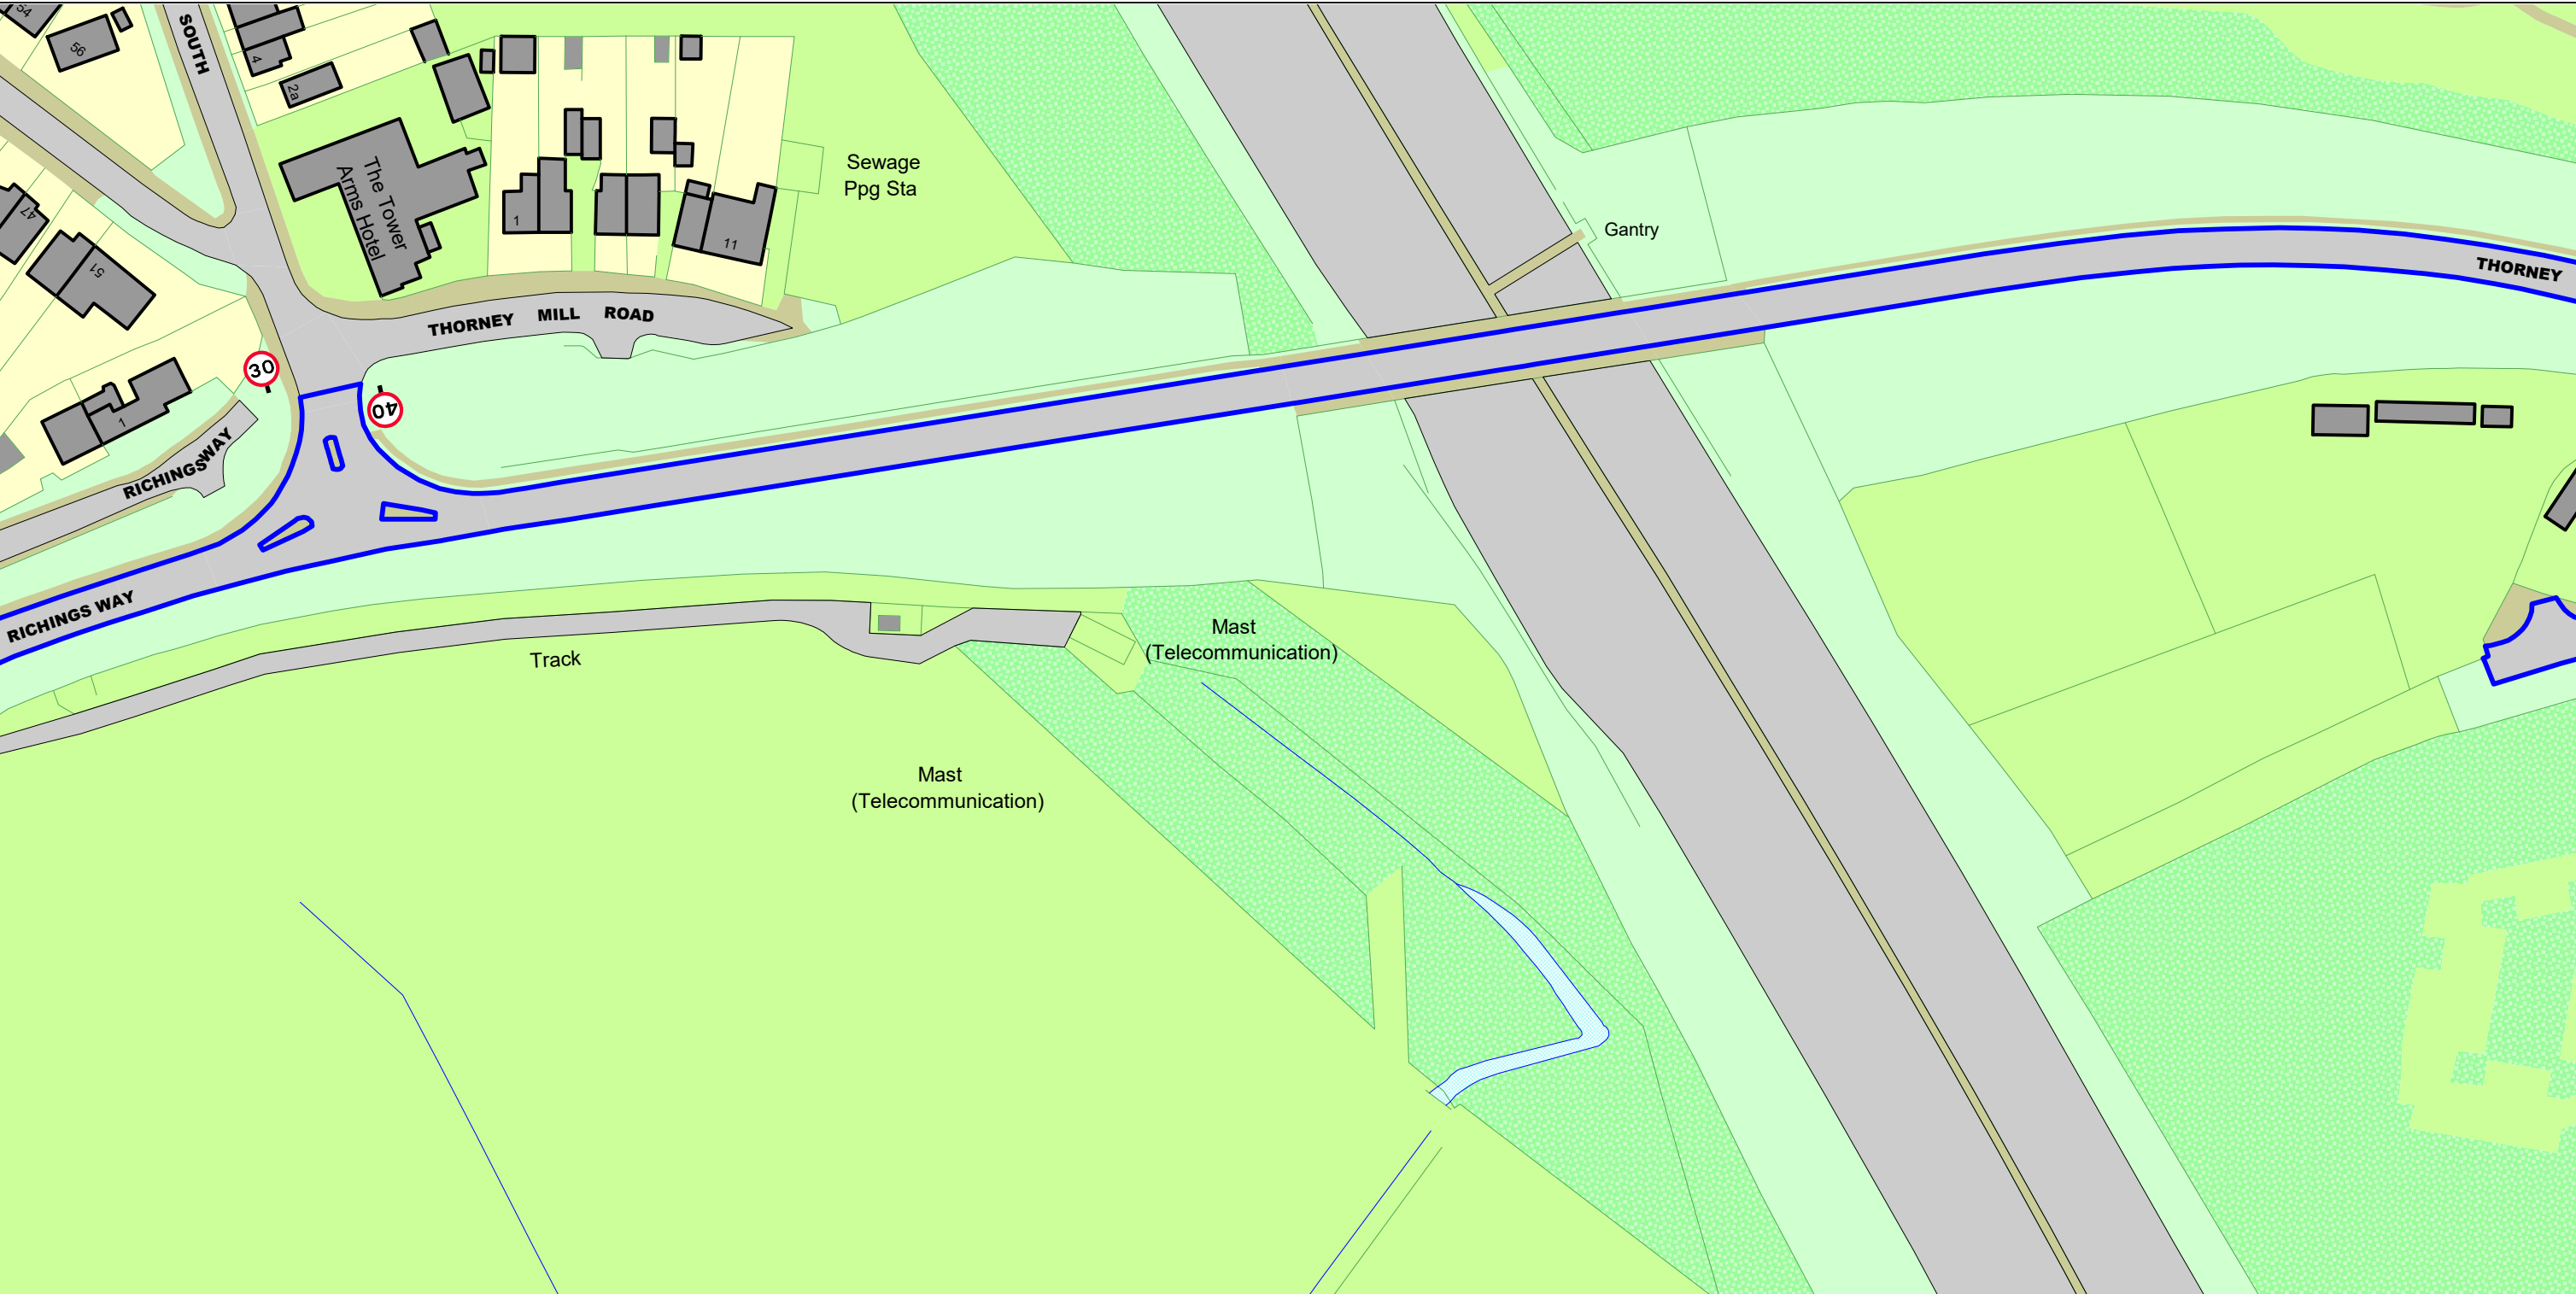 54
56
SOUTH
4
2a
The Tower
Arms Hotel
1
11
Sewage
Ppg Sta
Gantry
47
51
THORNEY MILL ROAD
THORNEY
30
40
1
RICHINGS WAY
RICHINGS WAY
Track
Mast
(Telecommunication)
Mast
(Telecommunication)